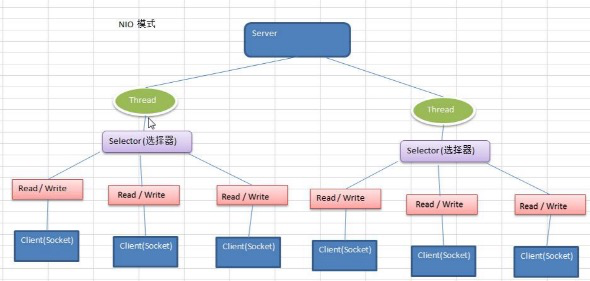 NIO 模式
Server
Thread
Thread
Selector(选择器)
Selector(选择器)
Read / Write
Read / Write
Read / Write
Read / Write
Read / Write
Read / Write
Client(Socket)
Client(Socket)
Client(Socket)
Client(Socket)
Client(Socket)
Client(Socket)